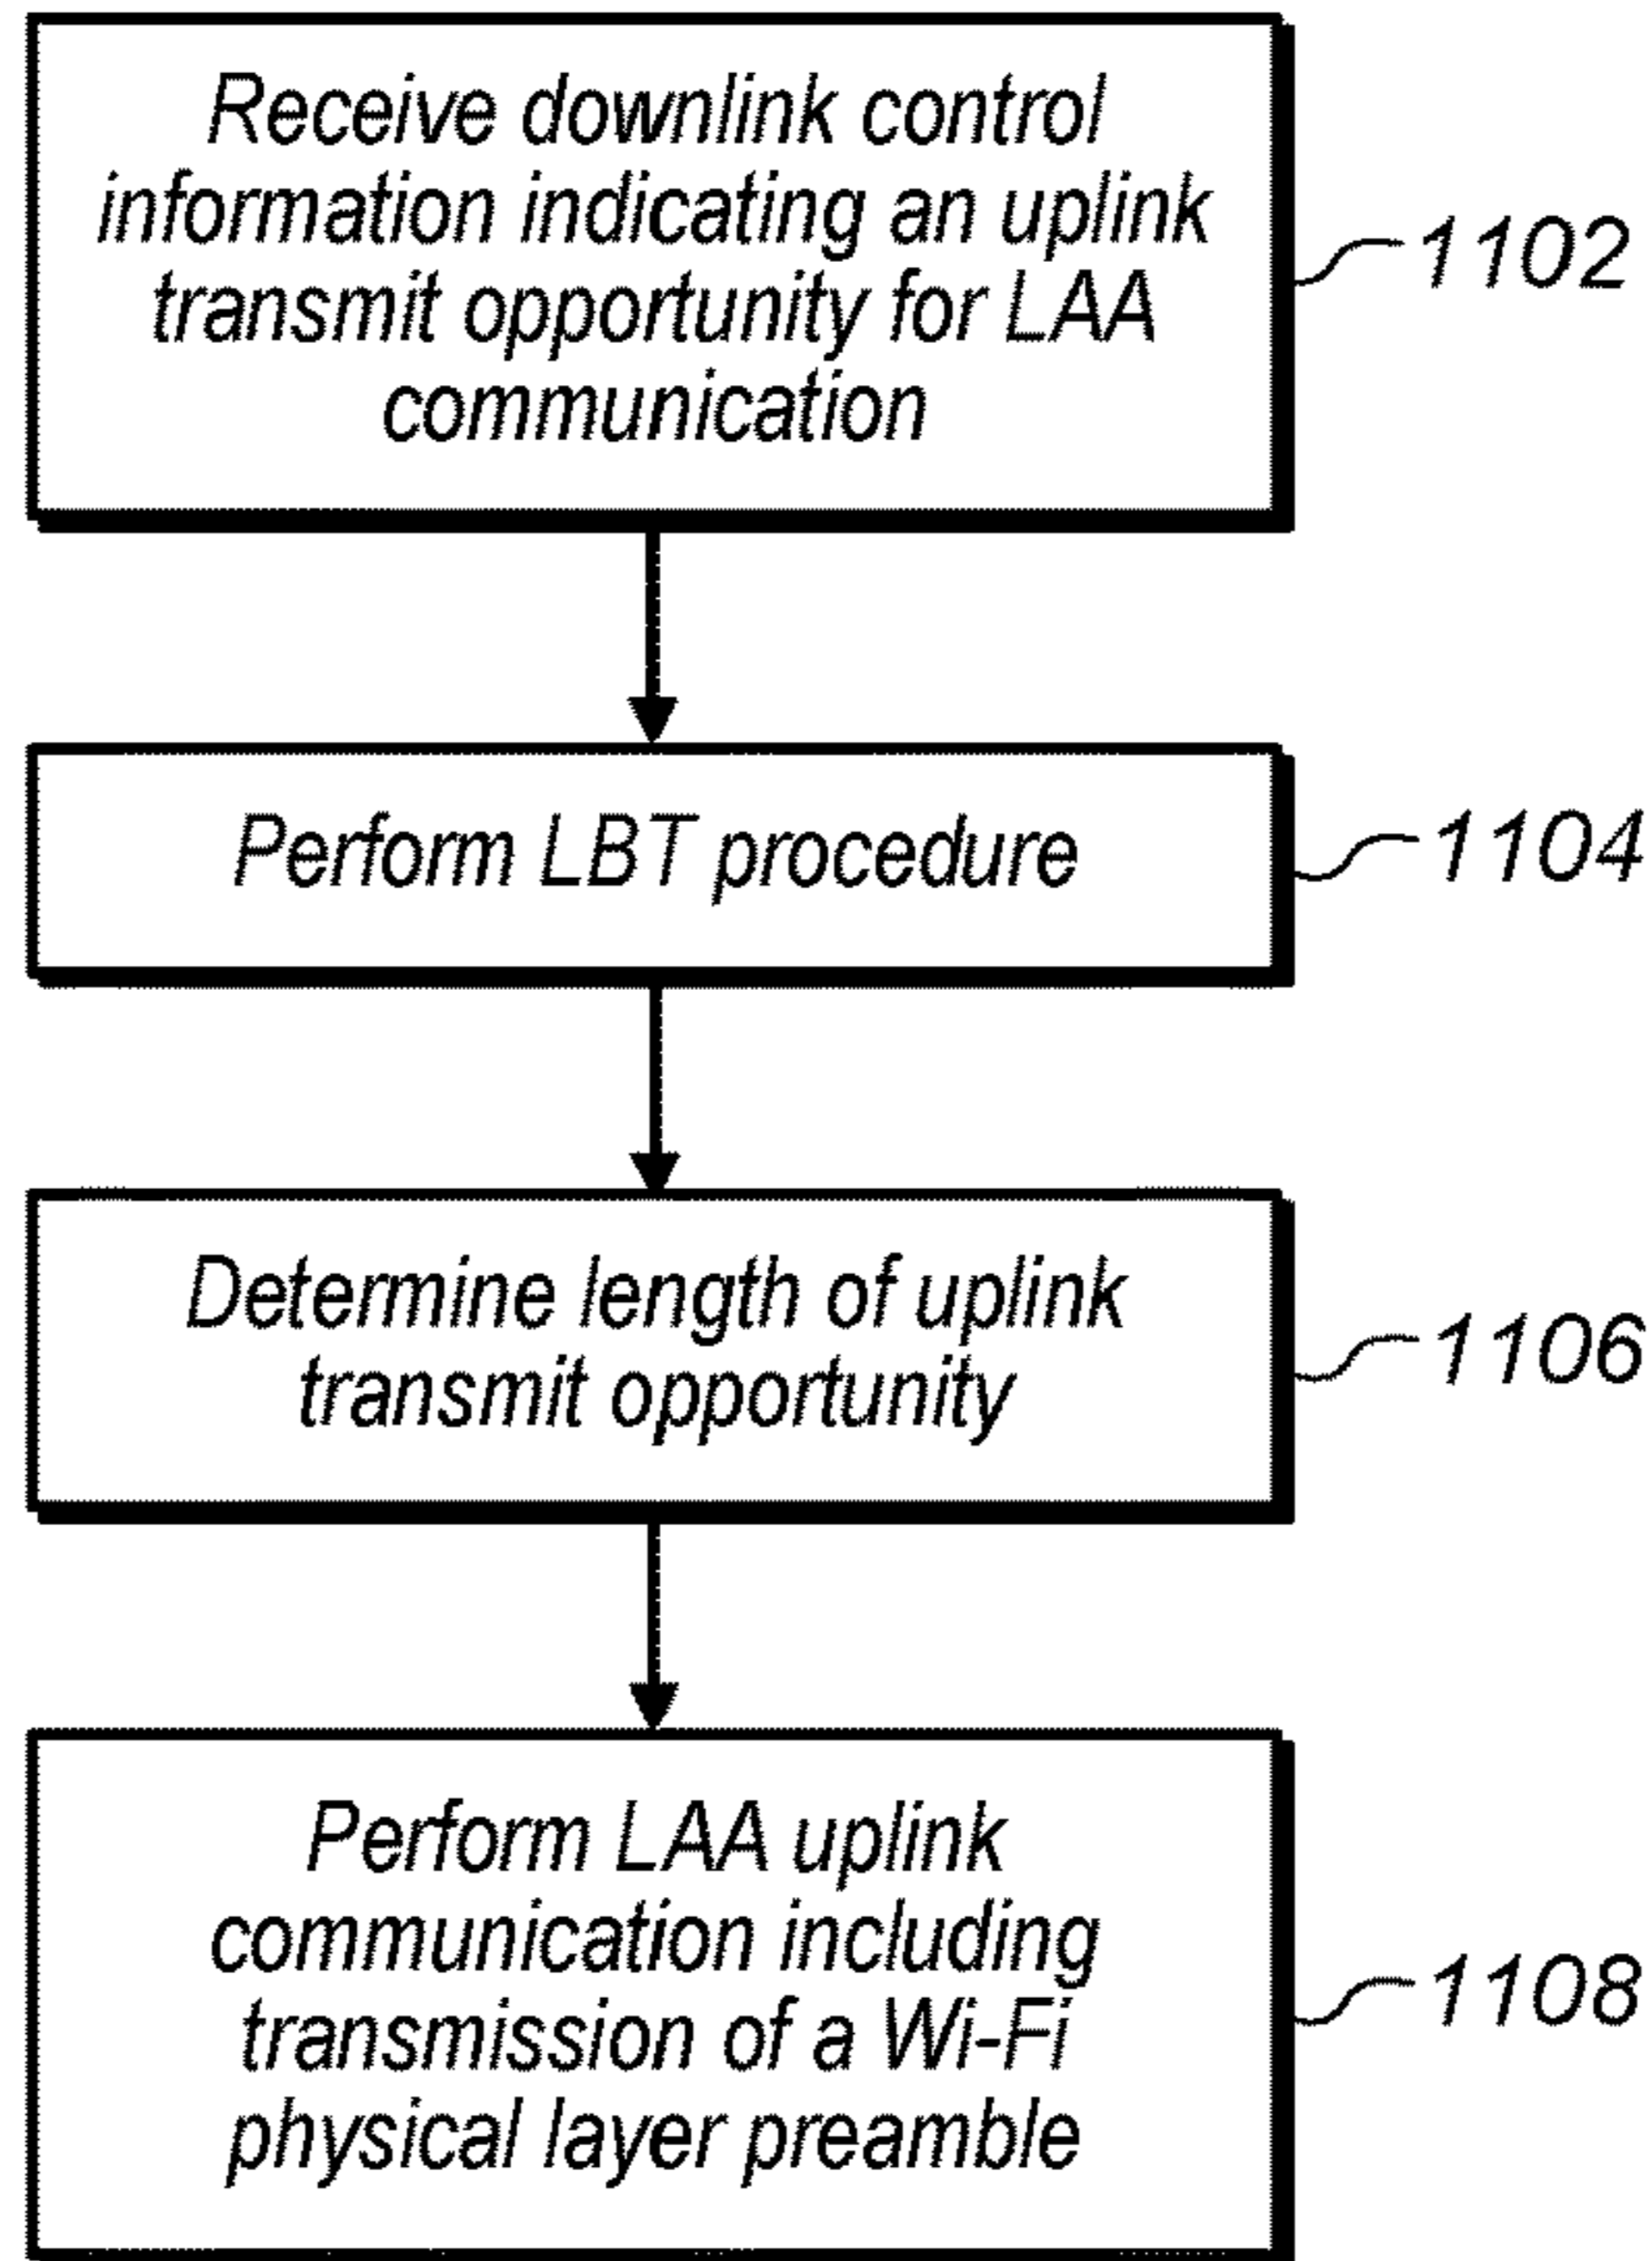 Receive downlink control
information indicating an uplink
transmit opportunity for LAA
communication
1102
Perform LBT procedure
1104
Determine length of uplink
transmit opportunity
1106
Perform LAA uplink
communication including
transmission of a Wi-Fi
physical layer preamble
1108